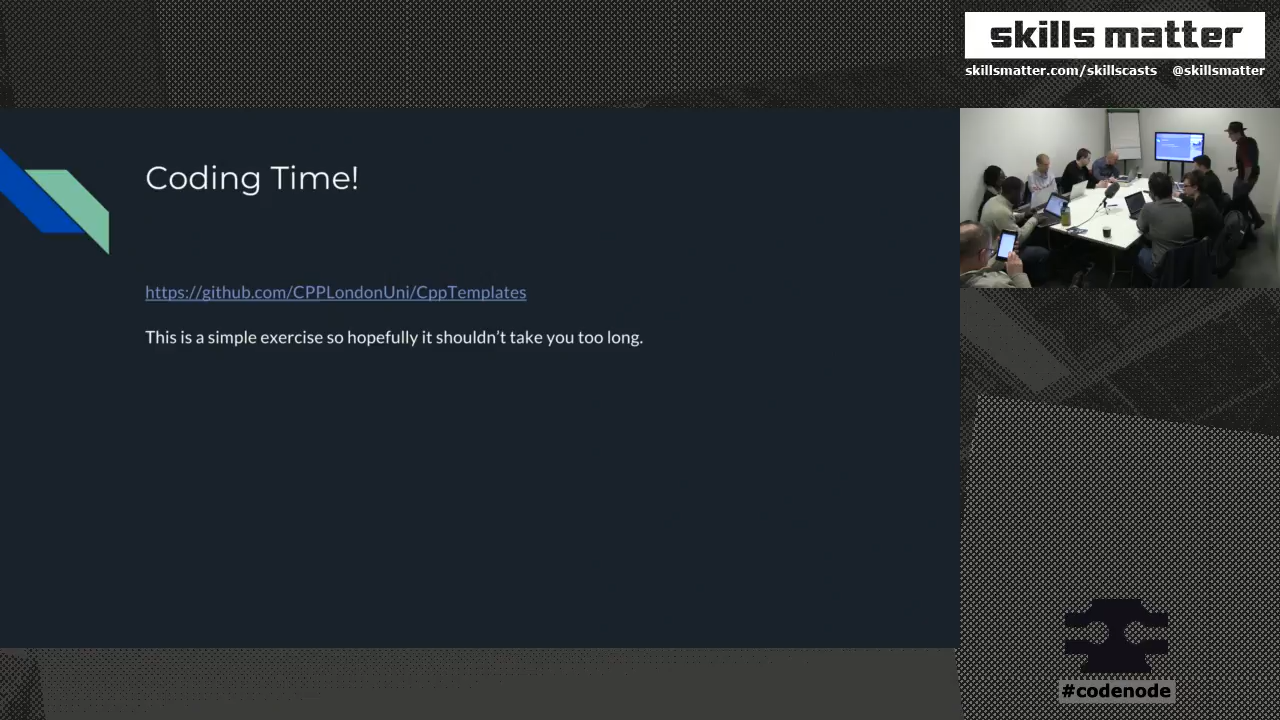 skills matter
skillsmatter.com/skillscasts @skillsmatter
Coding Time!
https://github.com/CPPLondonUni/CppTemplates
This is a simple exercise so hopefully it shouldn't take you too long.
#codenode